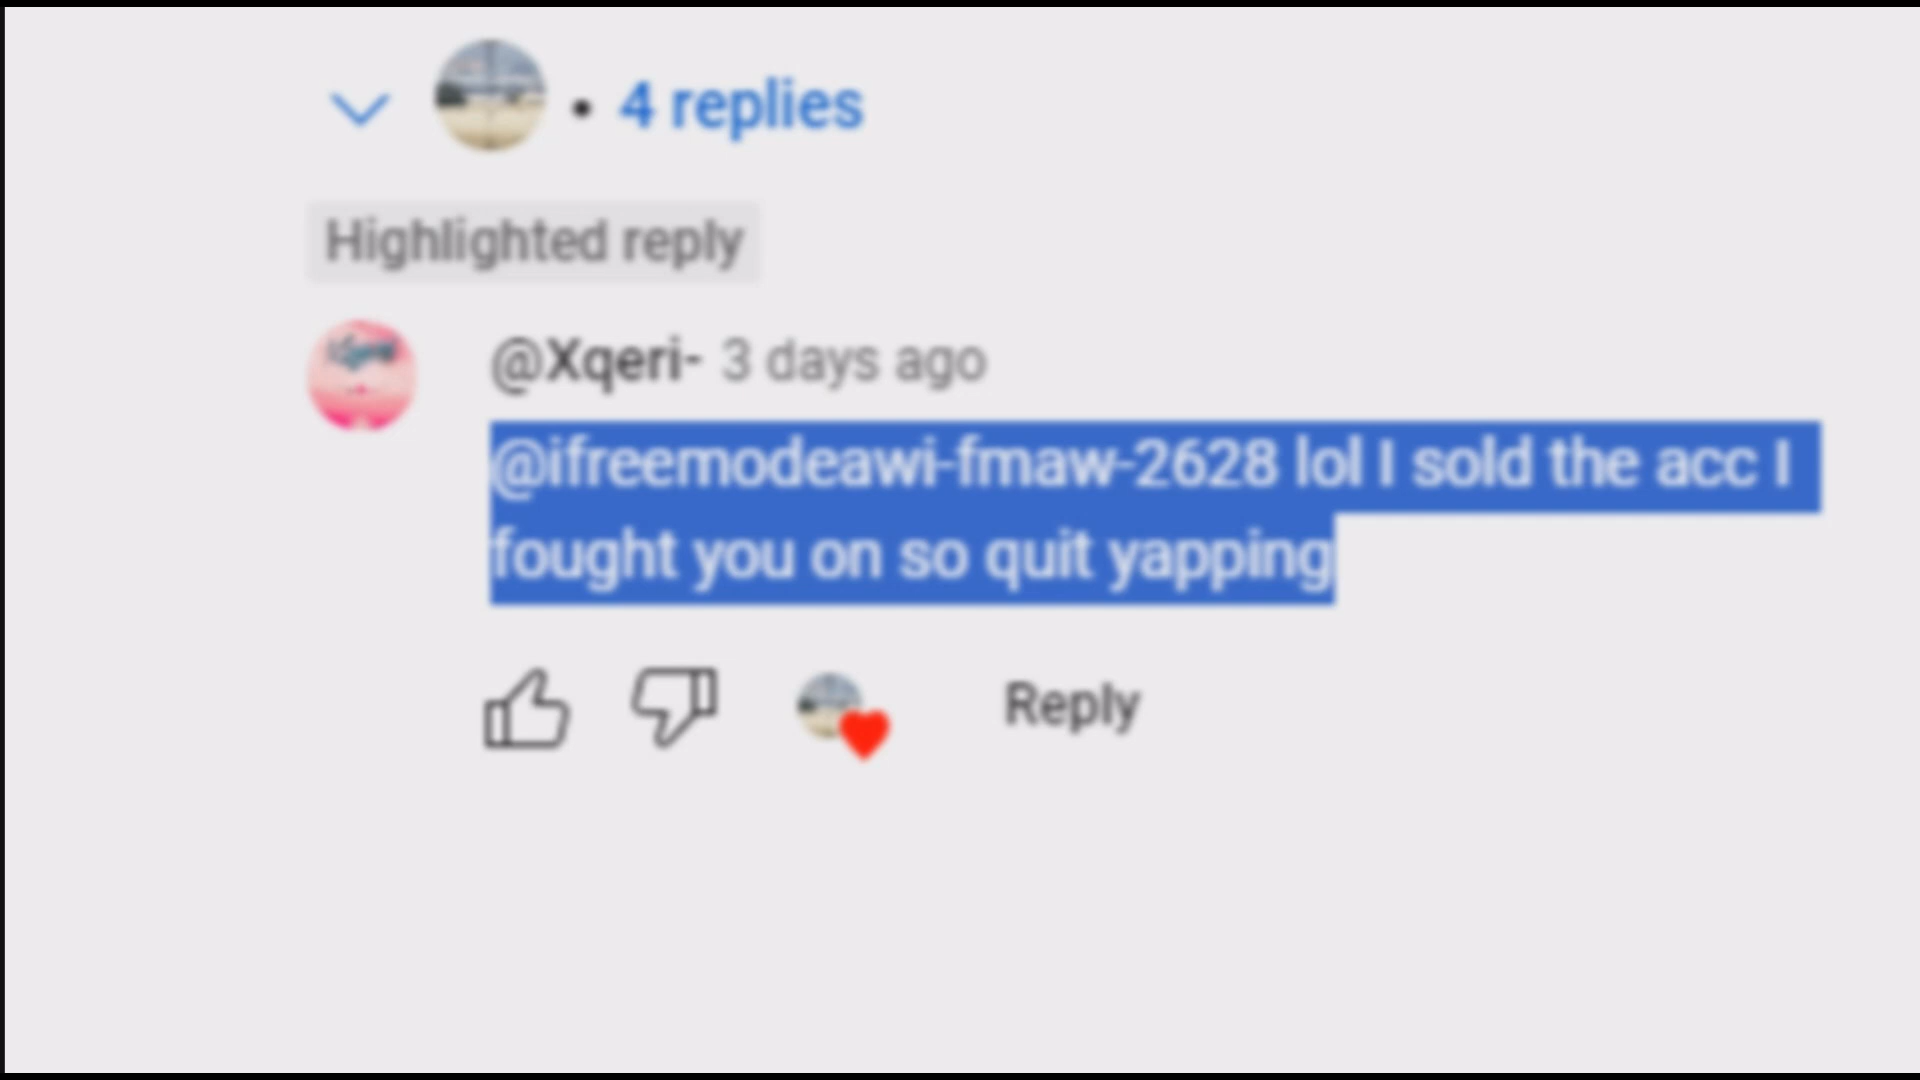 • 4 replies
Highlighted reply
@Xqeri- 3 days ago
@ifreemodeawi-fmaw-2628 lol I sold the acc I
fought you on so quit yapping
Reply